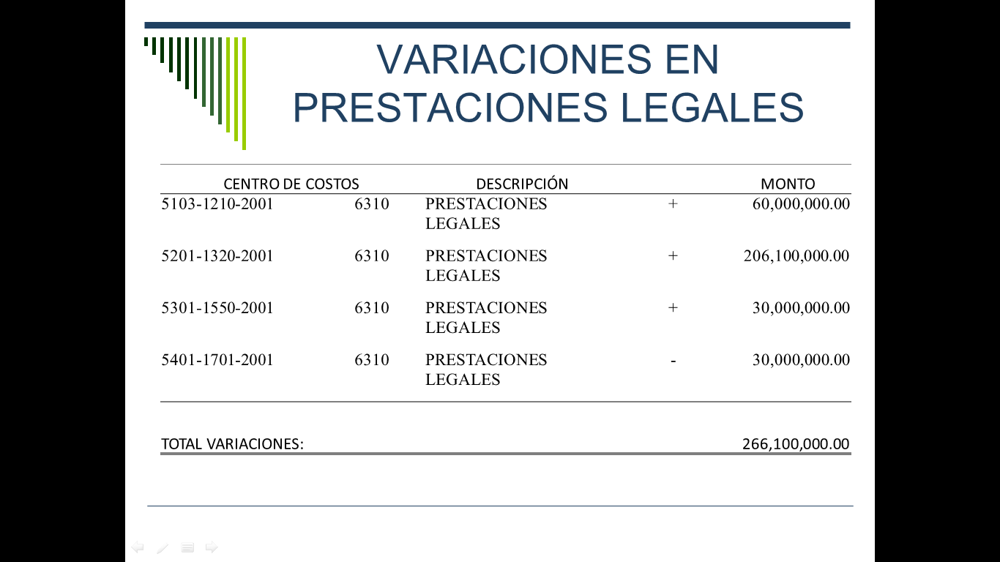 VARIACIONES EN
PRESTACIONES LEGALES
CENTRO DE COSTOS DESCRIPCIÓN MONTO
5103-1210-2001 6310 PRESTACIONES + 60,000,000.00
LEGALES
5201-1320-2001 6310 PRESTACIONES + 206,100,000.00
LEGALES
5301-1550-2001 6310 PRESTACIONES + 30,000,000.00
LEGALES
5401-1701-2001 6310 PRESTACIONES - 30,000,000.00
LEGALES
TOTAL VARIACIONES: 266,100,000.00